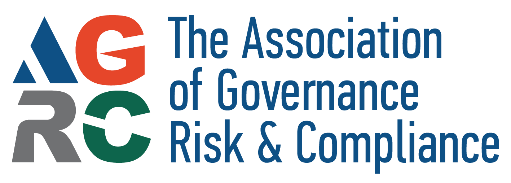 AG
RC
The Association
of Governance
Risk & Compliance